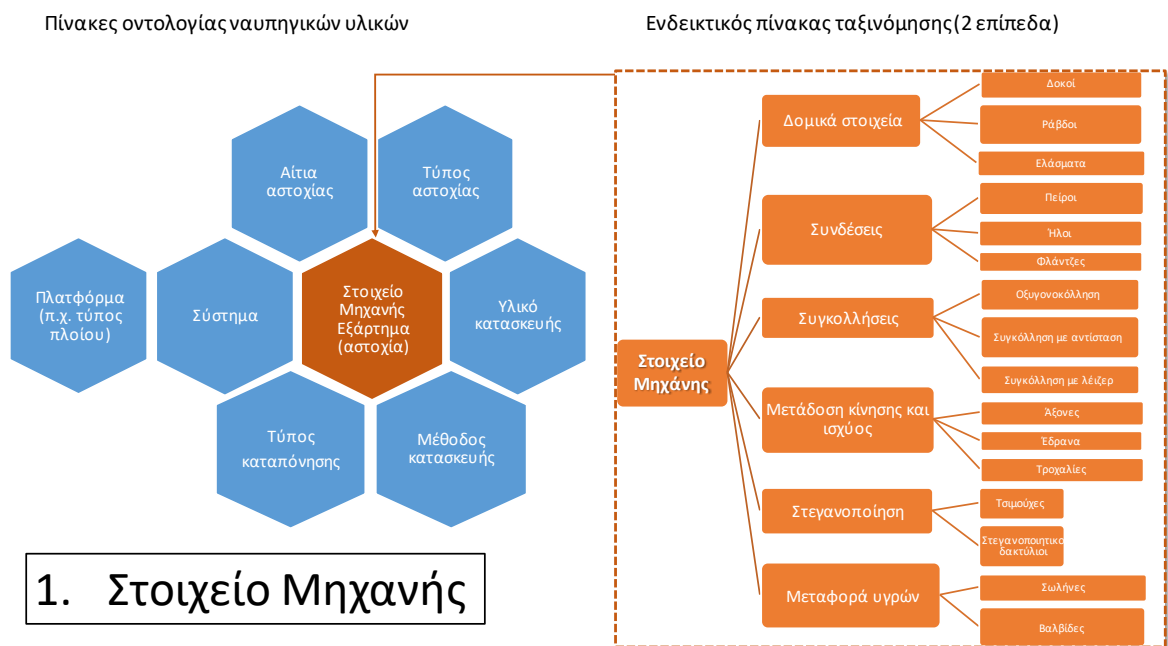 Πίνακες οντολογίας ναυπηγικών υλικών
Ενδεικτικός πίνακας ταξινόμησης (2 επίπεδα)
Αίτια
αστοχίας
Τύπος
αστοχίας
Πλατφόρμα
(π.χ. τύπος
πλοίου)
Σύστημα
Στοιχείο
Μηχανής
Εξάρτημα
(αστοχία)
Υλικό
κατασκευής
Τύπος
καταπόνησης
Μέθοδος
κατασκευής
1. Στοιχείο Μηχανής
Στοιχείο
Μηχάνης
Δομικά στοιχεία
Δοκοί
Ράβδοι
Ελάσματα
Συνδέσεις
Πείροι
Ήλοι
Φλάντζες
Συγκολλήσεις
Οξυγονοκόλληση
Συγκόλληση με αντίσταση
Συγκόλληση με λέιζερ
Μετάδοση κίνησης και
ισχύος
Άξονες
Έδρανα
Τροχαλίες
Στεγανοποίηση
Τσιμούχες
Στεγανοποιητικο
δακτύλιοι
Μεταφορά υγρών
Σωλήνες
Βαλβίδες